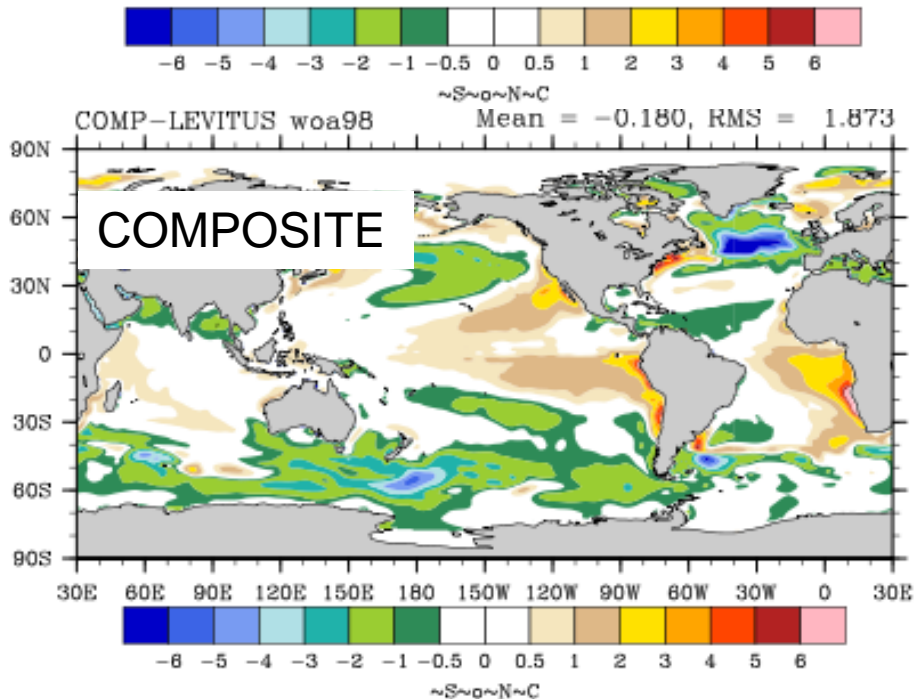 -6 -5 -4 -3 -2 -1 -0.5 0 0.5 1 2 3 4 5 6
~S~o~N~C
COMP-LEVITUS woa98 Mean = -0.180, RMS = 1.873
90N
60N
COMPOSITE
30N
0
30S
60S
90S
30E 60E 90E 120E 150E 180 150W 120W 90W 60W 30W 0 30E
-6 -5 -4 -3 -2 -1 -0.5 0 0.5 1 2 3 4 5 6
~S~o~N~C